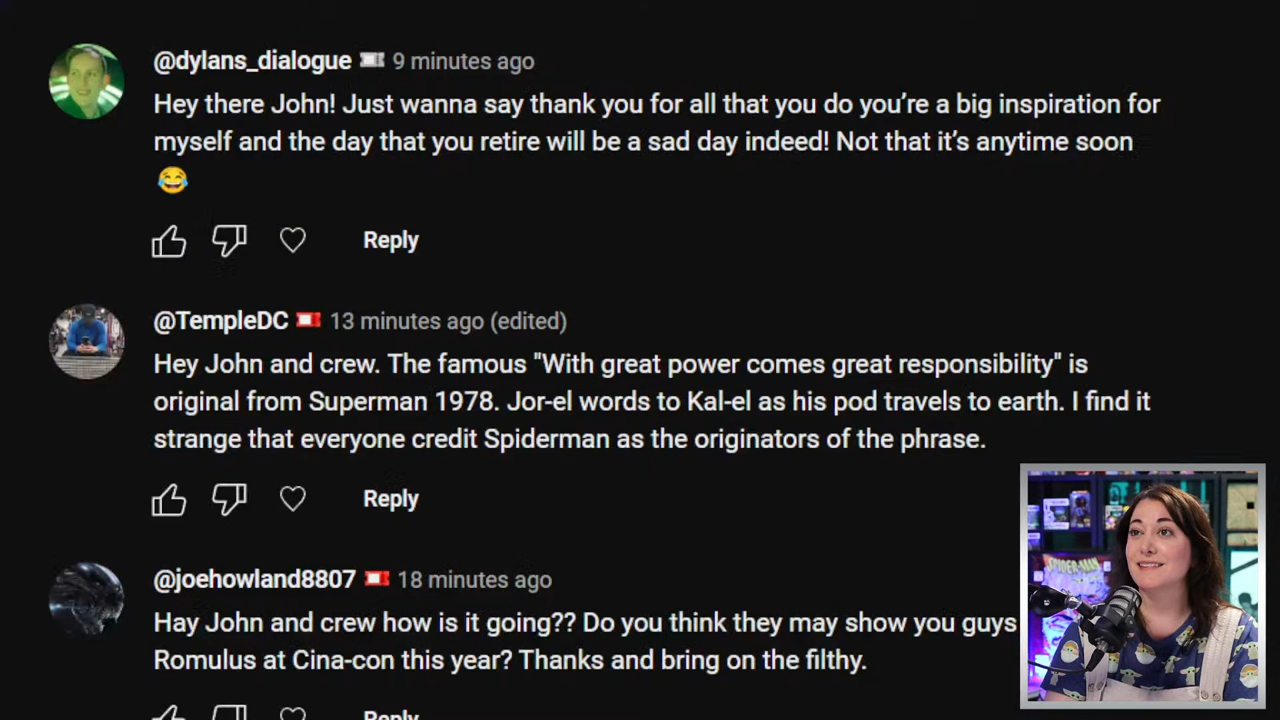 @dylans_dialogue 9 minutes ago
Hey there John! Just wanna say thank you for all that you do you’re a big inspiration for
myself and the day that you retire will be a sad day indeed! Not that it’s anytime soon
😂
Reply
@TempleDC 13 minutes ago (edited)
Hey John and crew. The famous "With great power comes great responsibility" is
original from Superman 1978. Jor-el words to Kal-el as his pod travels to earth. I find it
strange that everyone credit Spiderman as the originators of the phrase.
Reply
@joehowland8807 18 minutes ago
Hay John and crew how is it going?? Do you think they may show you guys
Romulus at Cina-con this year? Thanks and bring on the filthy.
Reply
SPIDER-MAN